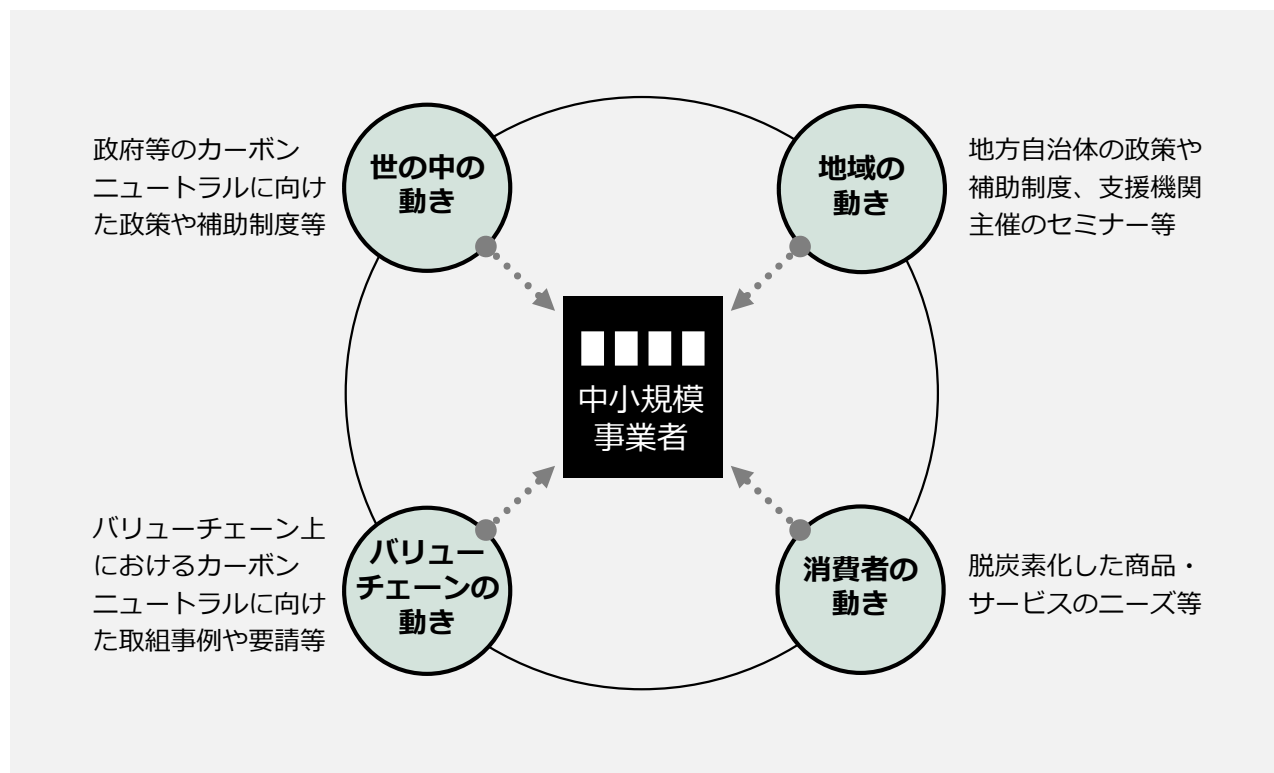 政府等のカーボン
ニュートラルに向け
た政策や補助制度等
世の中の
動き
地域の
動き
地方自治体の政策や
補助制度、支援機関
主催のセミナー等
中小規模
事業者
バリューチェーン上
におけるカーボン
ニュートラルに向け
た取組事例や要請等
バリュー
チェーンの
動き
消費者の
動き
脱炭素化した商品・
サービスのニーズ等